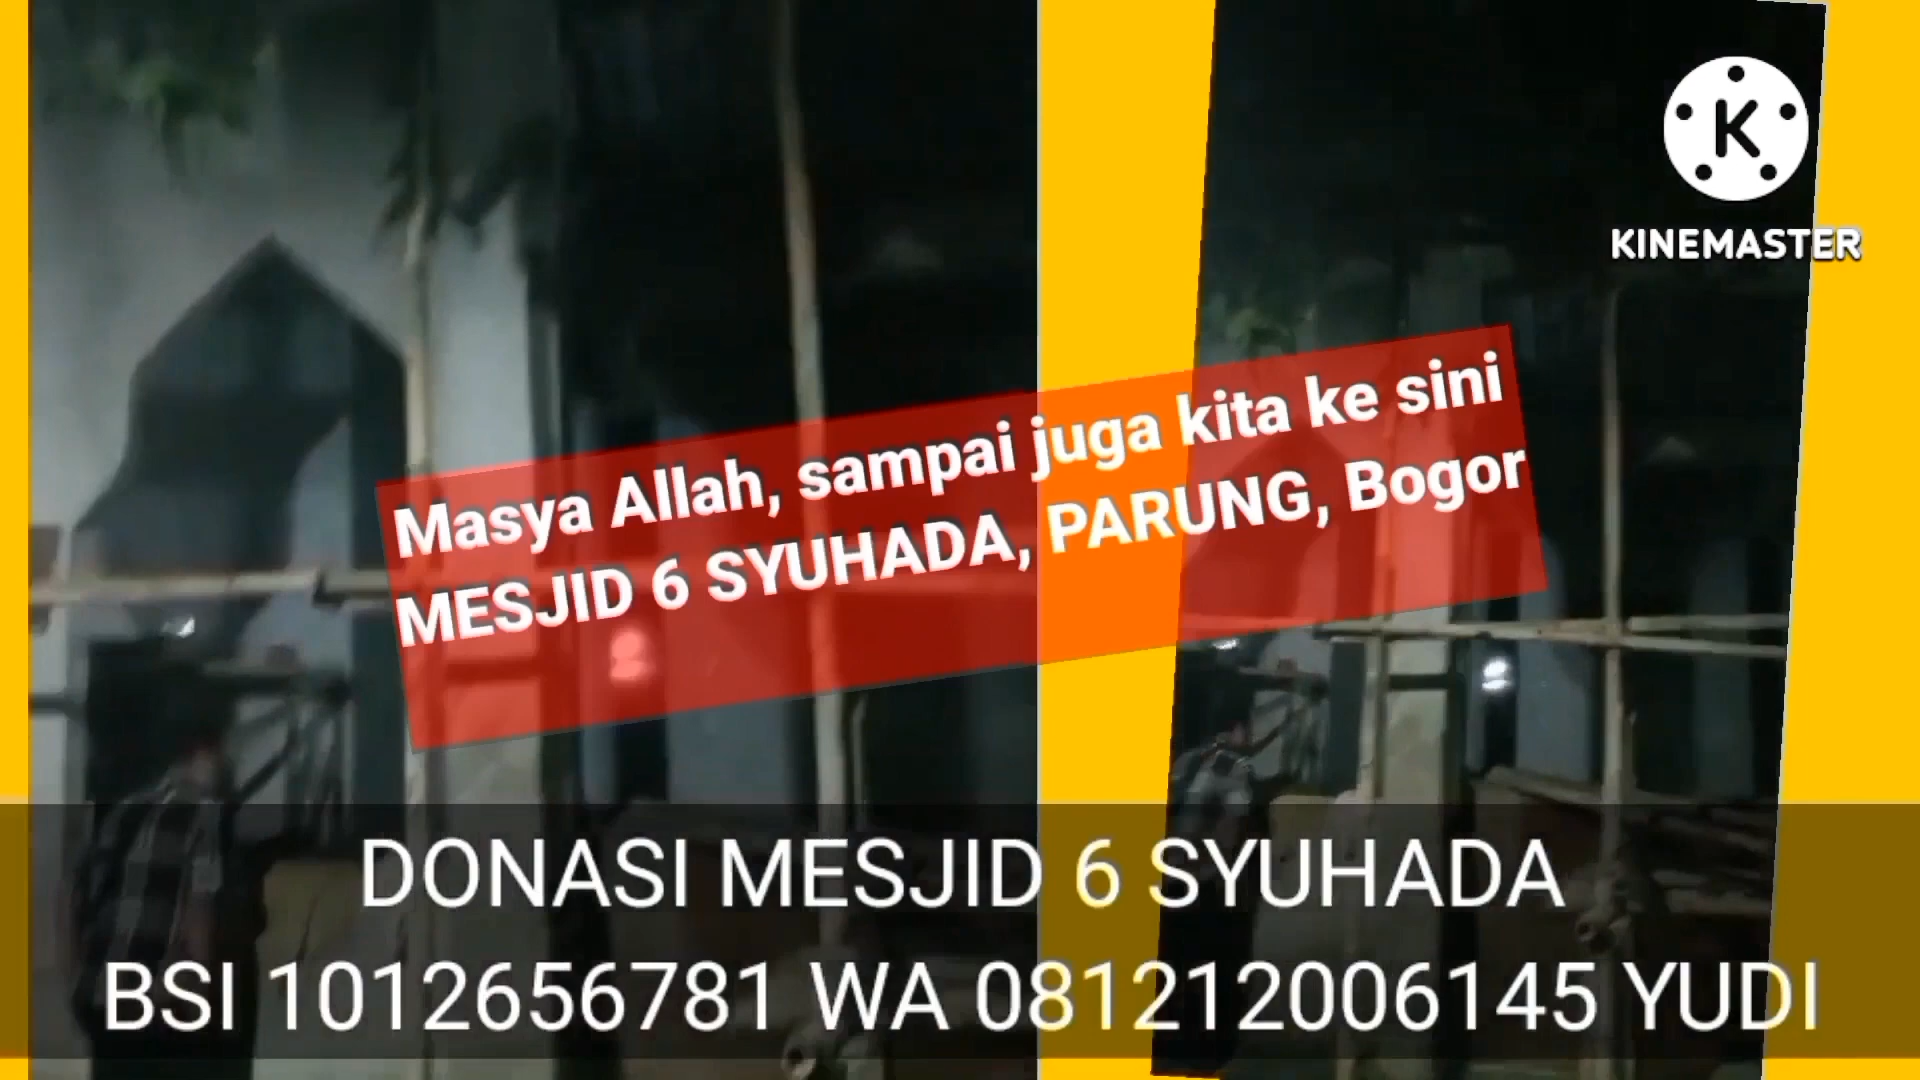 K
KINEMASTER
Masya Allah, sampai juga kita ke sini
MESJID 6 SYUHADA, PARUNG, Bogor
DONASI MESJID 6 SYUHADA
BSI 1012656781 WA 081212006145 YUDI